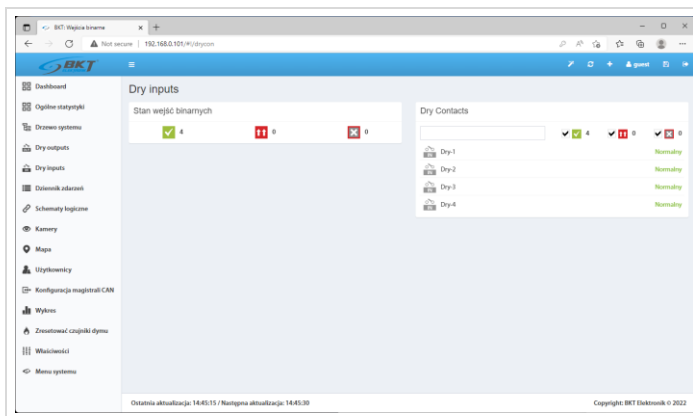 BKT: Wejścia binarne
Not secure | 192.168.0.101/#!/drycon
BKT
guest
Dashboard
Ogólne statystyki
Drzewo systemu
Dry outputs
Dry inputs
Dziennik zdarzeń
Schematy logiczne
Kamery
Mapa
Użytkownicy
Konfiguracja magistrali CAN
Wykres
Zresetować czujniki dymu
Właściwości
Menu systemu
Dry inputs
Stan wejść binarnych
4 0 0
Dry Contacts
4 0 0
Dry-1 Normalny
Dry-2 Normalny
Dry-3 Normalny
Dry-4 Normalny
Ostatnia aktualizacja: 14:45:15 / Następna aktualizacja: 14:45:30
Copyright: BKT Elektronik © 2022